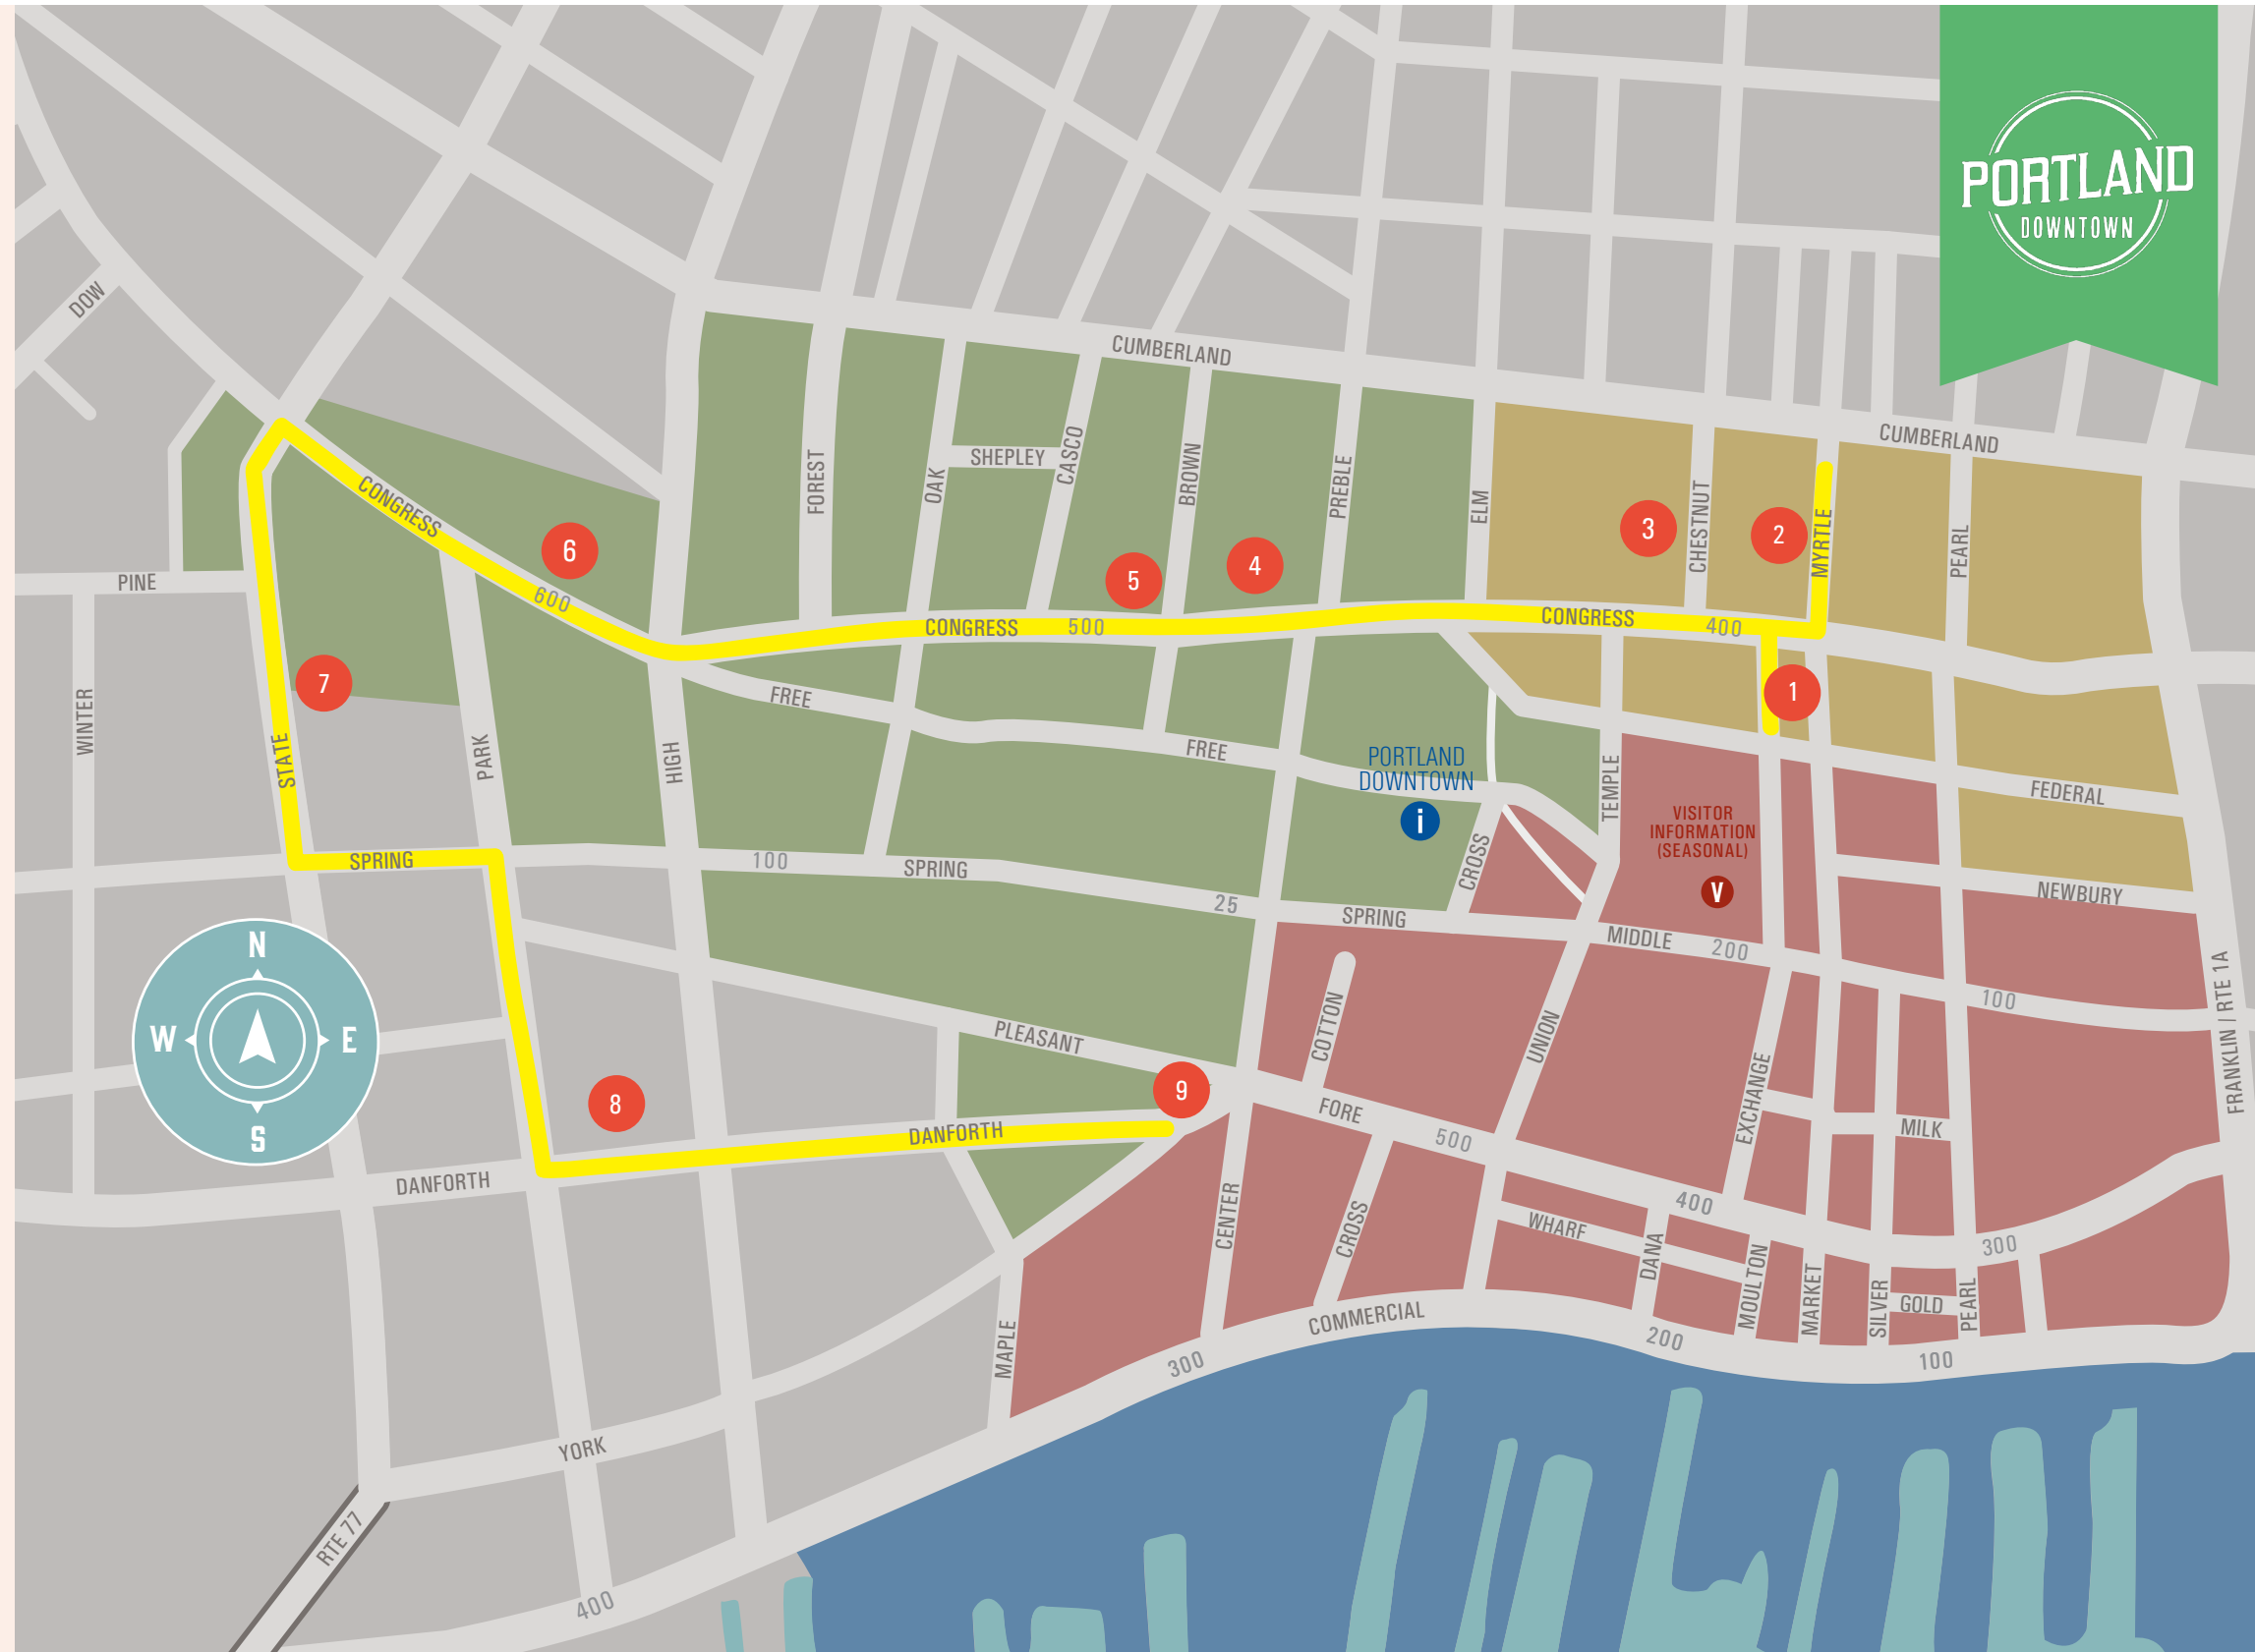 PORTLAND
DOWNTOWN
DOW
CUMBERLAND
CUMBERLAND
CONGRESS
600
6
FOREST
OAK
SHEPLEY
CASCO
BROWN
PREBLE
ELM
CHESTNUT
MYRTLE
PEARL
5
4
3
2
PINE
CONGRESS
500
CONGRESS
400
7
1
WINTER
STATE
PARK
HIGH
FREE
FREE
PORTLAND
DOWNTOWN
i
TEMPLE
CROSS
VISITOR
INFORMATION
(SEASONAL)
V
FEDERAL
NEWBURY
SPRING
100
SPRING
25
SPRING
MIDDLE
200
100
FRANKLIN | RTE 1A
N
W
E
S
PLEASANT
COTTON
UNION
EXCHANGE
8
9
FORE
500
MILK
DANFORTH
DANFORTH
CENTER
CROSS
400
WHARF
DANA
MOULTON
MARKET
SILVER
GOLD
PEARL
300
MAPLE
COMMERCIAL
300
200
100
YORK
RTE 77
400